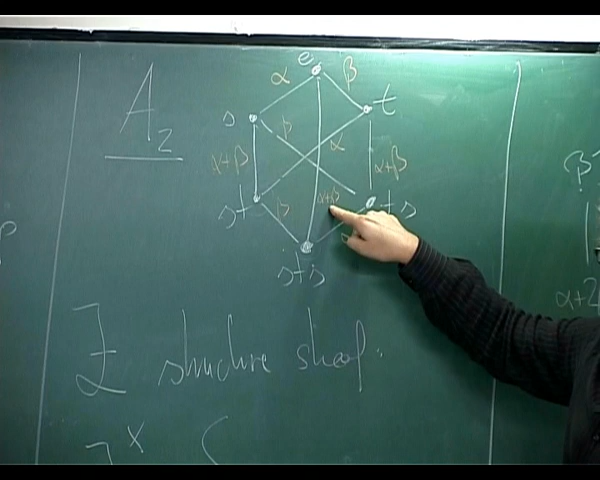 e
α β
A₂ s t
β α
α+β α+β
st β α+β ts
sts
Z structure sheaf.
α+2